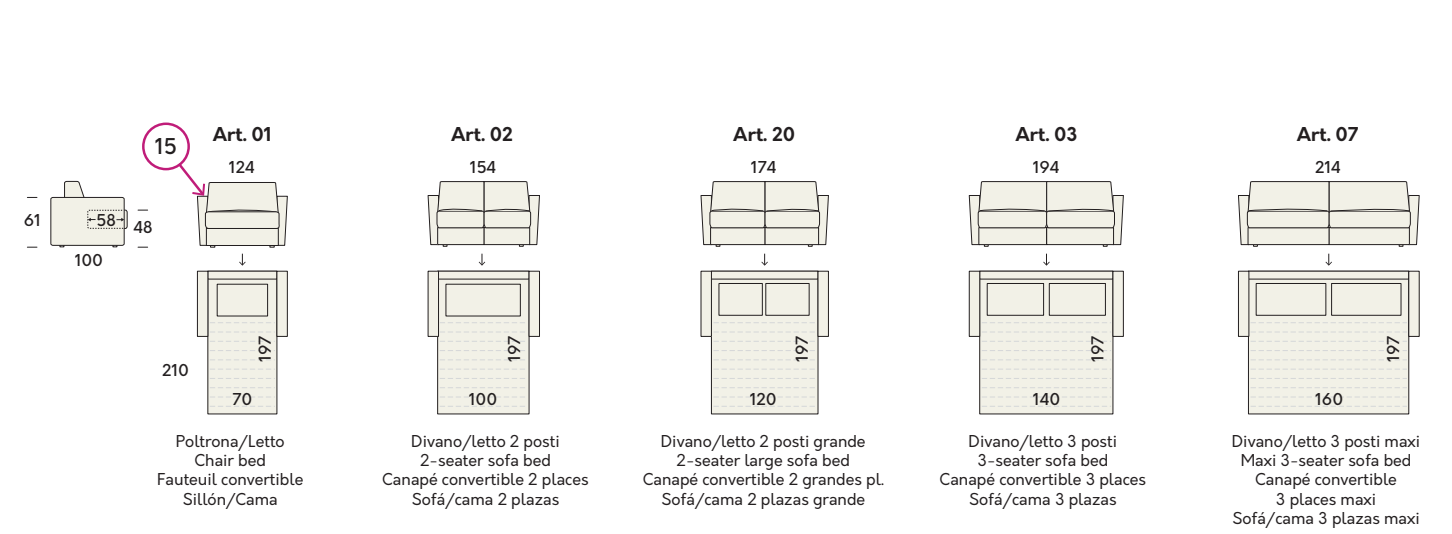 15
Art. 01
124
61
58
48
100
210
197
70
Poltrona/Letto
Chair bed
Fauteuil convertible
Sillón/Cama
Art. 02
154
197
100
Divano/letto 2 posti
2-seater sofa bed
Canapé convertible 2 places
Sofá/cama 2 plazas
Art. 20
174
197
120
Divano/letto 2 posti grande
2-seater large sofa bed
Canapé convertible 2 grandes pl.
Sofá/cama 2 plazas grande
Art. 03
194
197
140
Divano/letto 3 posti
3-seater sofa bed
Canapé convertible 3 places
Sofá/cama 3 plazas
Art. 07
214
197
160
Divano/letto 3 posti maxi
Maxi 3-seater sofa bed
Canapé convertible
3 places maxi
Sofá/cama 3 plazas maxi